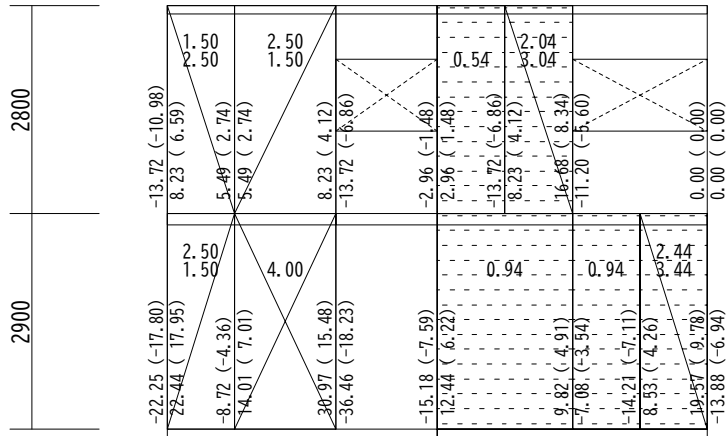 2800
1.50
2.50
2.50
1.50
0.54
2.04
3.04
-13.72 (-10.98)
8.23 ( 6.59)
5.49 ( 2.74)
5.49 ( 2.74)
8.23 ( 4.12)
-13.72 (-6.86)
-2.96 (-1.48)
2.96 ( 1.48)
-13.72 (-6.86)
8.23 ( 4.12)
16.68 ( 8.34)
-11.20 (-5.60)
0.00 ( 0.00)
0.00 ( 0.00)
2900
2.50
1.50
4.00
0.94
0.94
2.44
3.44
-22.25 (-17.80)
22.44 ( 17.95)
-8.72 (-4.36)
14.01 ( 7.01)
30.97 ( 15.48)
-36.46 (-18.23)
-15.18 (-7.59)
12.44 ( 6.22)
9.82 ( 4.91)
-7.08 (-3.54)
-14.21 (-7.11)
8.53 ( 4.26)
19.57 ( 9.78)
-13.88 (-6.94)